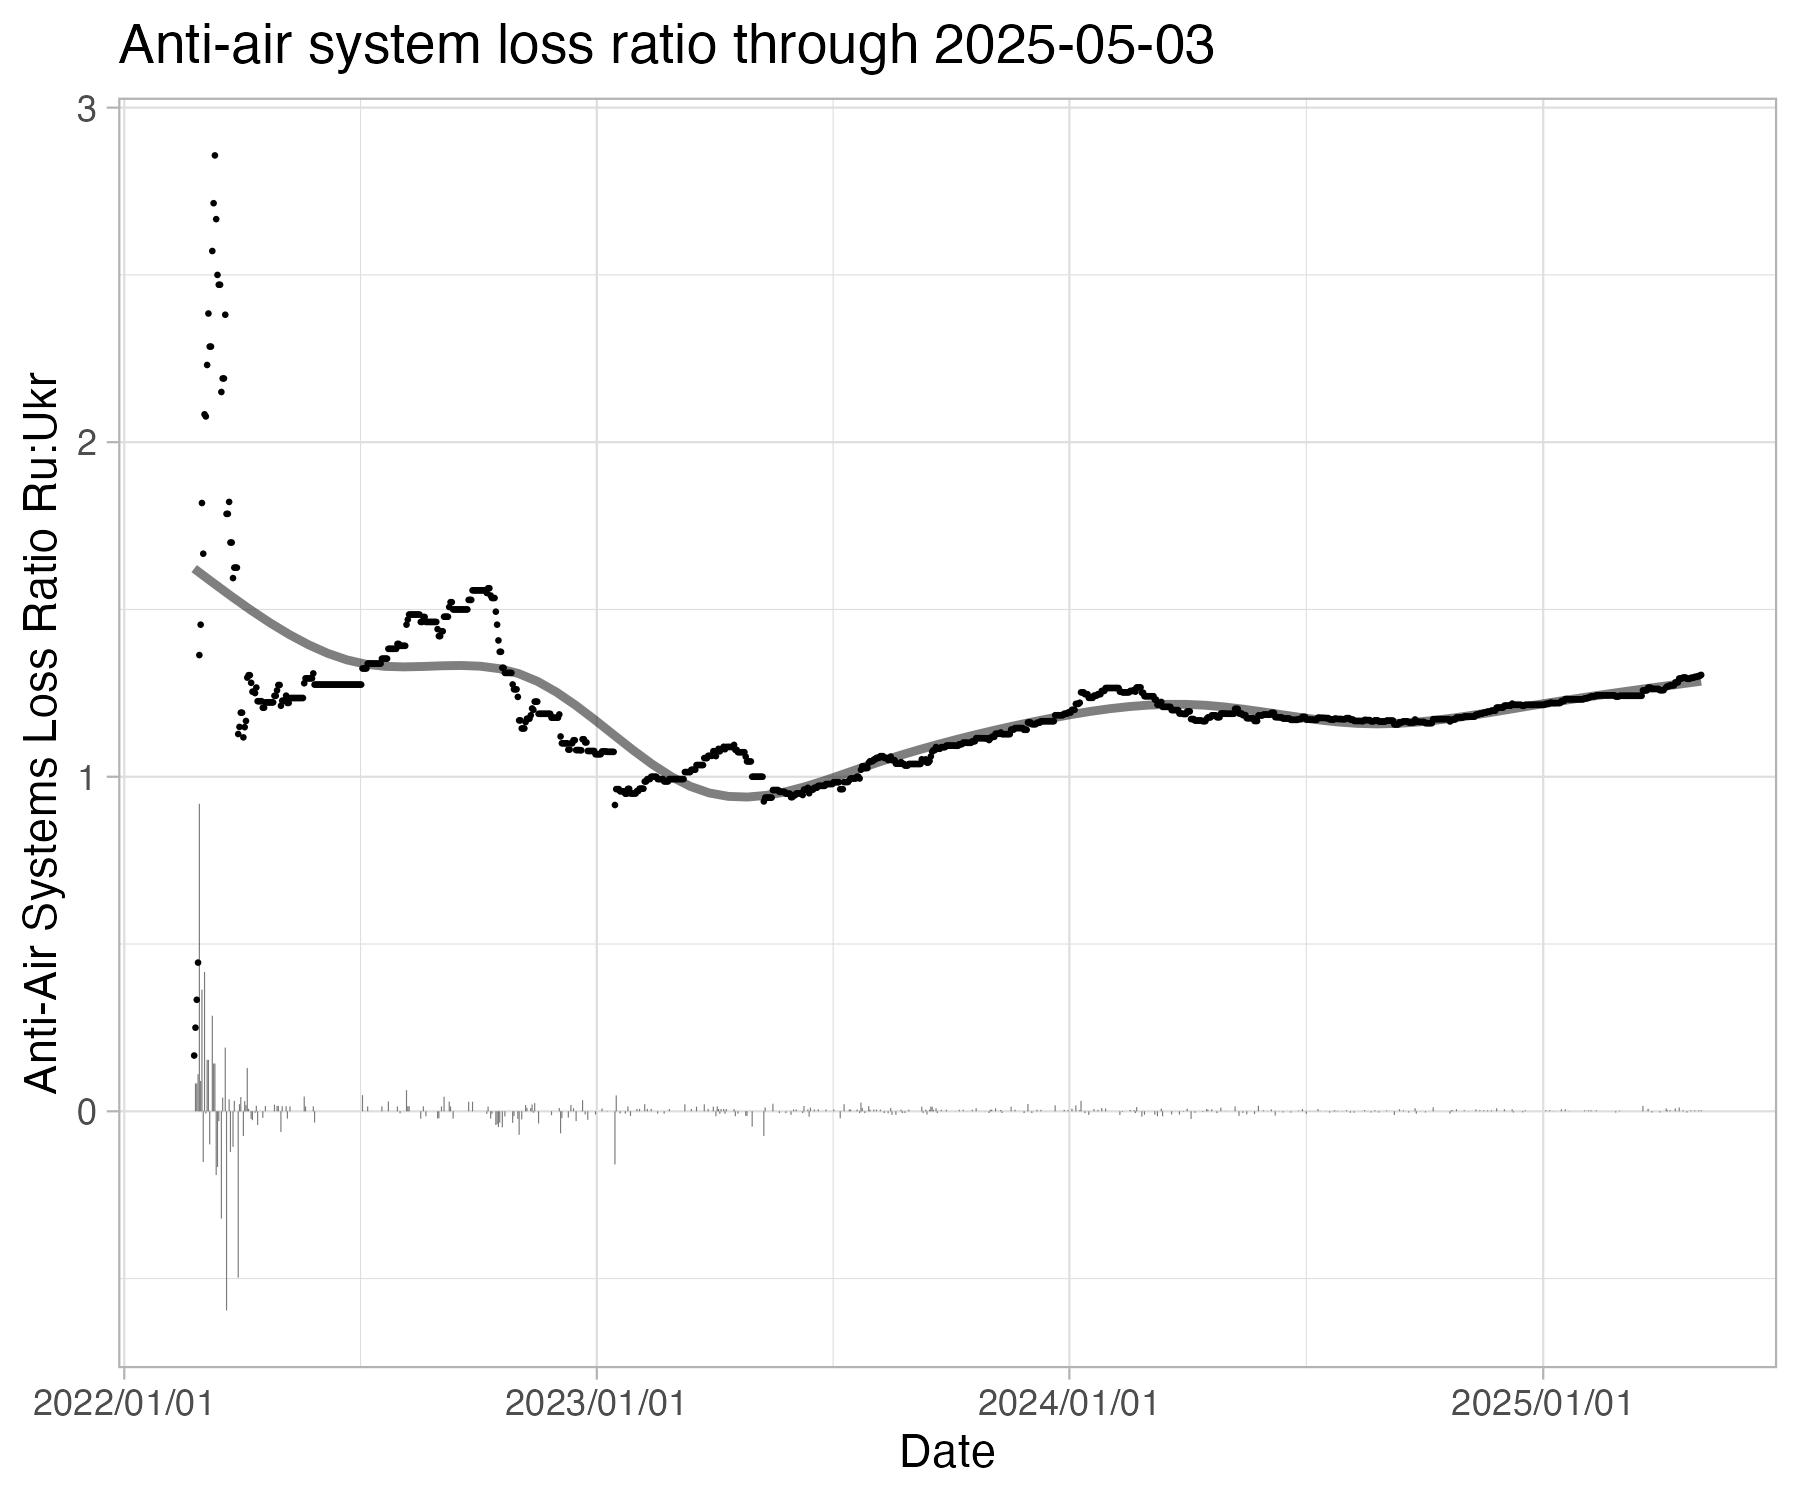 Anti-air system loss ratio through 2025-05-03
Anti-Air Systems Loss Ratio Ru:Ukr
3
2
1
0
2022/01/01
2023/01/01
2024/01/01
2025/01/01
Date